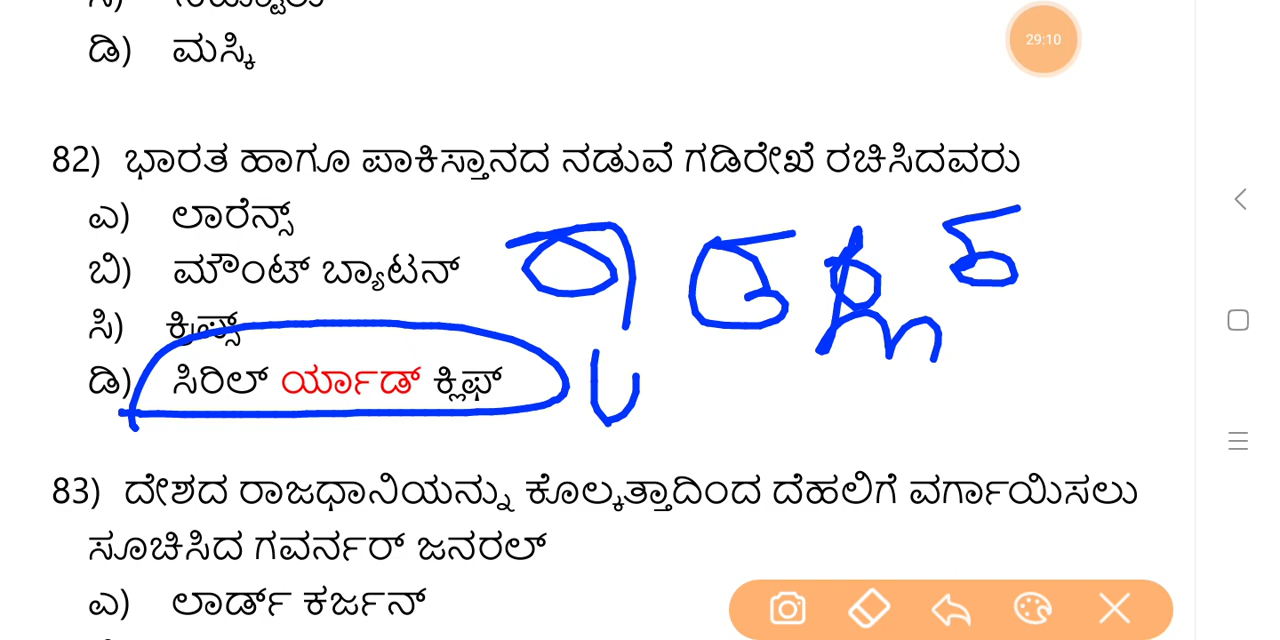 ಡಿ) ಮಸ್ಕಿ
29:10
82) ಭಾರತ ಹಾಗೂ ಪಾಕಿಸ್ತಾನದ ನಡುವೆ ಗಡಿರೇಖೆ ರಚಿಸಿದವರು
ಎ) ಲಾರೆನ್ಸ್
ಬಿ) ಮೌಂಟ್ ಬ್ಯಾಟನ್
ಸಿ) ಕ್ರಿಪ್ಸ್
ಡಿ) ಸಿರಿಲ್ ರ್ಯಾಡ್ ಕ್ಲಿಫ್
83) ದೇಶದ ರಾಜಧಾನಿಯನ್ನು ಕೊಲ್ಕತ್ತಾದಿಂದ ದೆಹಲಿಗೆ ವರ್ಗಾಯಿಸಲು
ಸೂಚಿಸಿದ ಗವರ್ನರ್ ಜನರಲ್
ಎ) ಲಾರ್ಡ್ ಕರ್ಜನ್